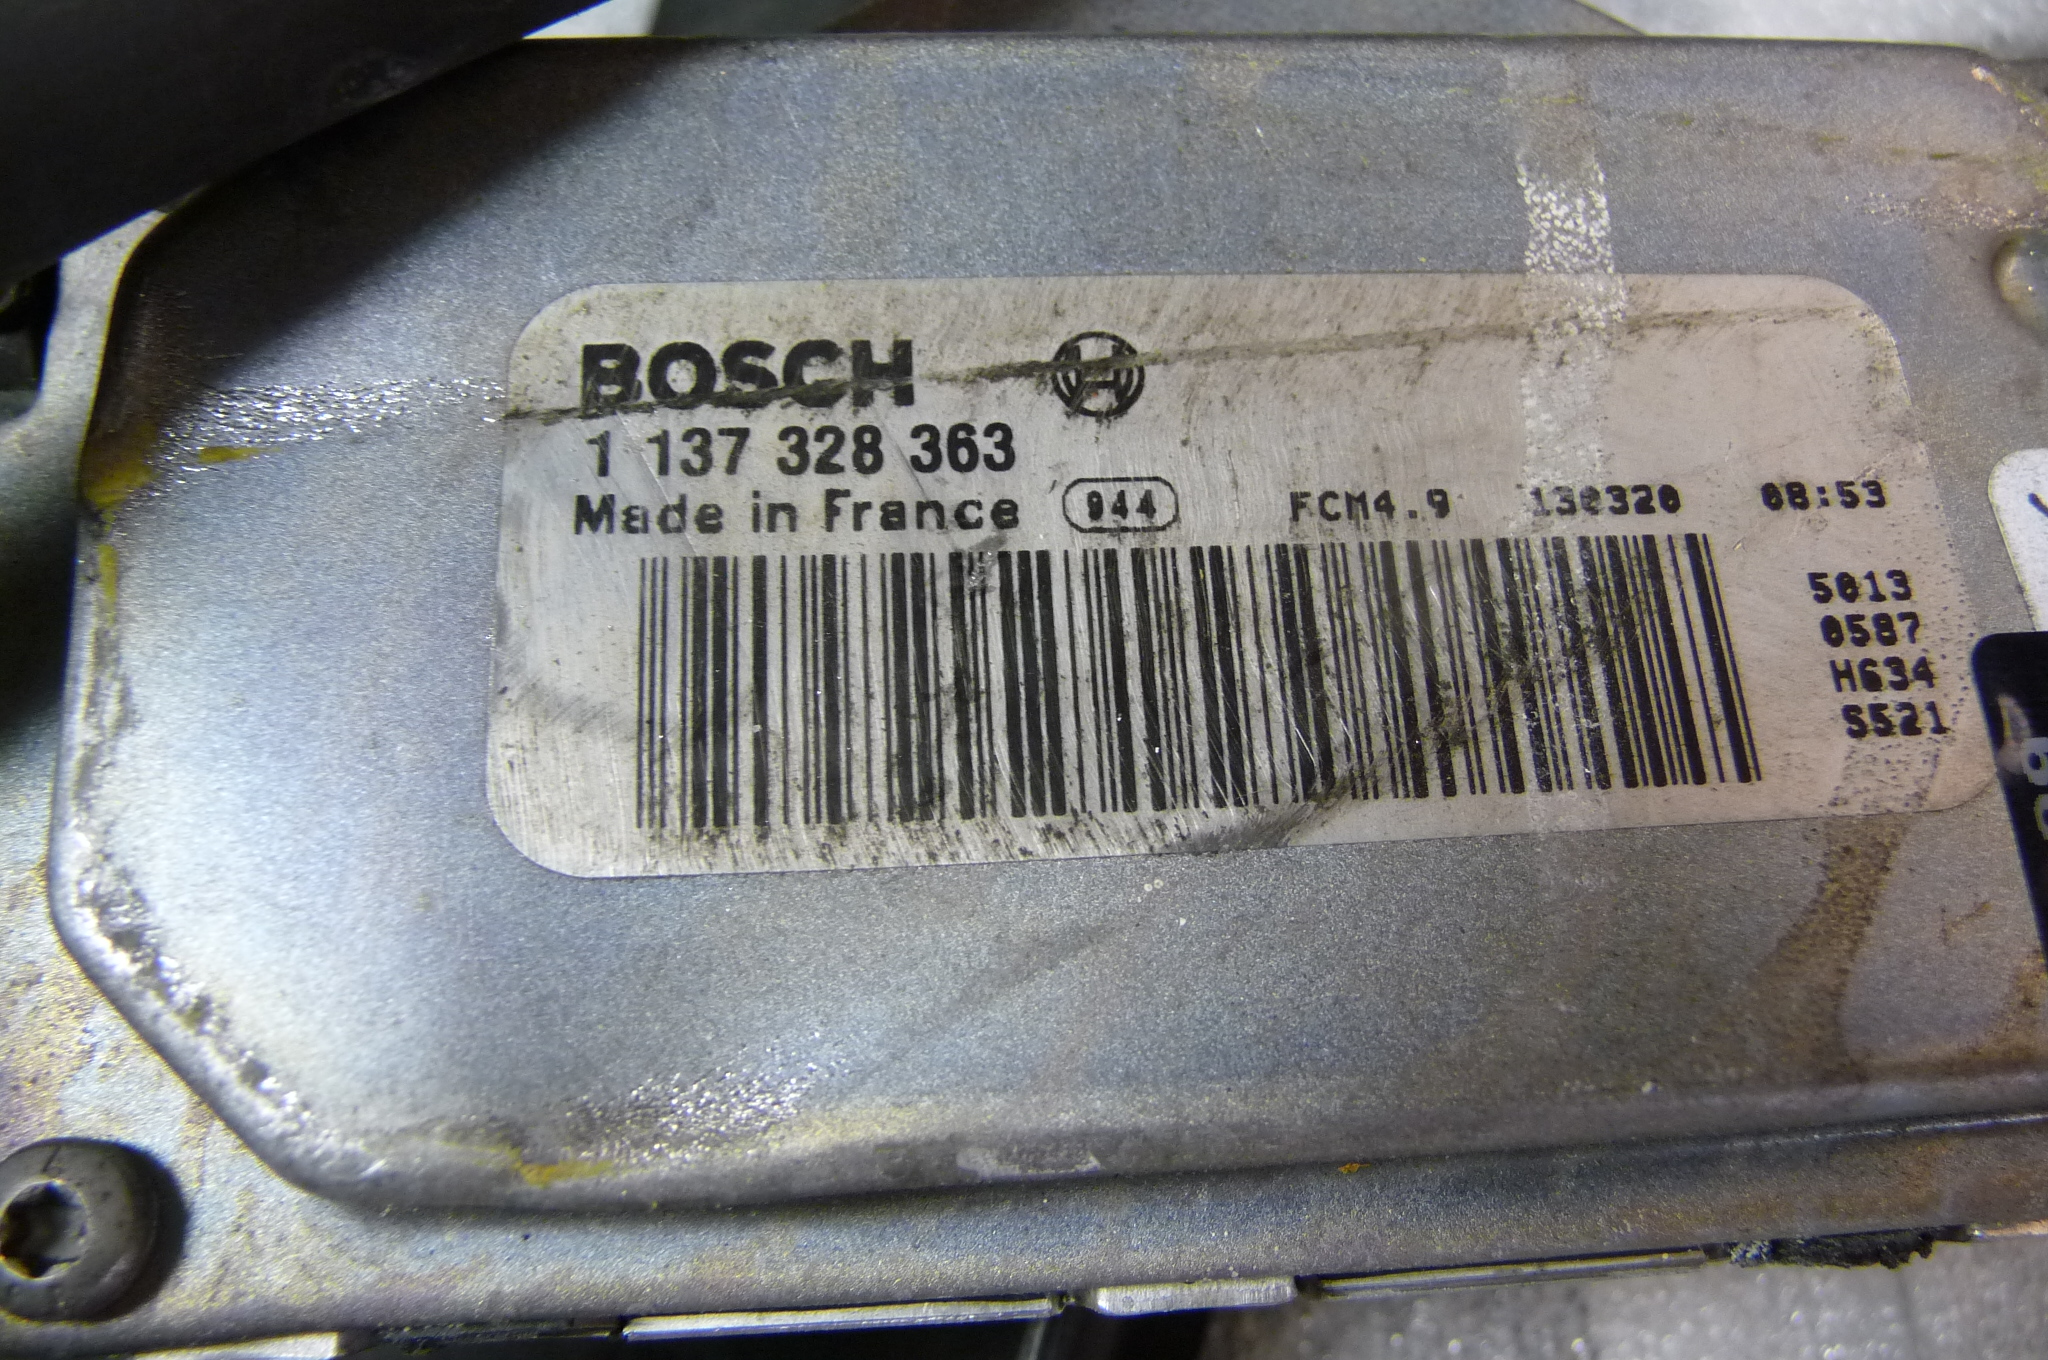 BOSCH
1 137 328 363
Made in France 944 FCM4.9 130320 08:53
5013
0587
H634
S521